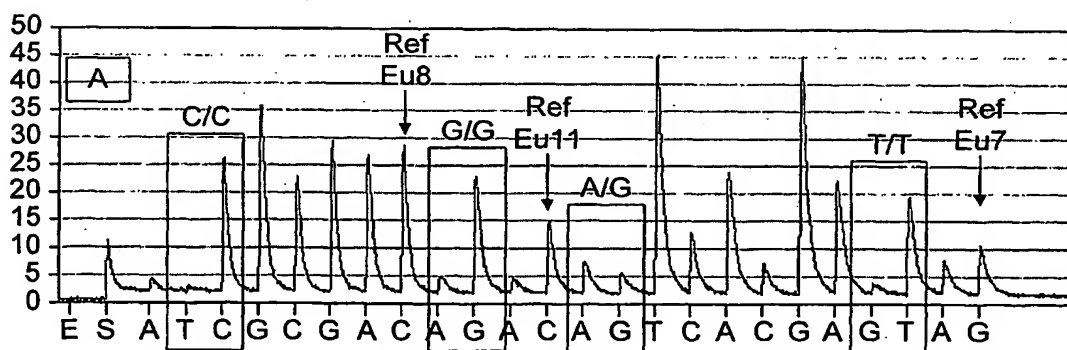 50
45
40
35
30
25
20
15
10
5
0
A
C/C
Ref
Eu8
G/G
Ref
Eu11
A/G
T/T
Ref
Eu7
E S A T C G C G A C A G A C A G T C A C G A G T A G